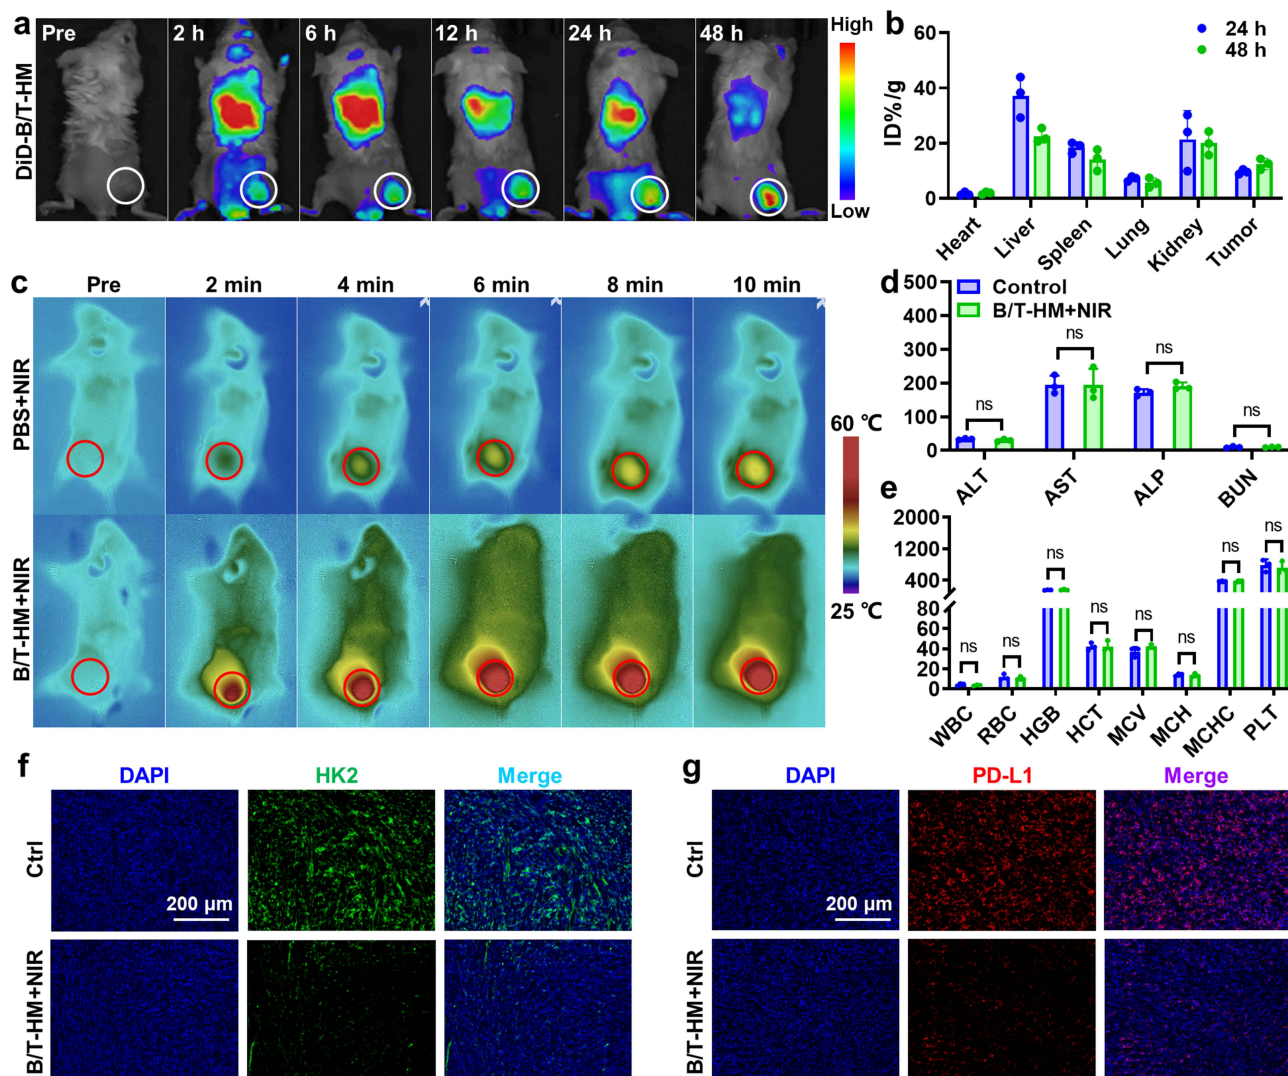 a
Pre
2 h
6 h
12 h
24 h
48 h
High
Low
DiD-B/T-HM
b
ID%/g
60
40
20
0
24 h
48 h
Heart
Liver
Spleen
Lung
Kidney
Tumor
c
Pre
2 min
4 min
6 min
8 min
10 min
PBS+NIR
B/T-HM+NIR
60 ℃
25 ℃
d
500
400
300
200
100
0
Control
B/T-HM+NIR
ns
ns
ns
ns
ALT
AST
ALP
BUN
e
2000
1200
400
80
60
40
20
0
ns
ns
ns
ns
ns
ns
ns
ns
WBC
RBC
HGB
HCT
MCV
MCH
MCHC
PLT
f
DAPI
HK2
Merge
Ctrl
200 μm
B/T-HM+NIR
g
DAPI
PD-L1
Merge
Ctrl
200 μm
B/T-HM+NIR